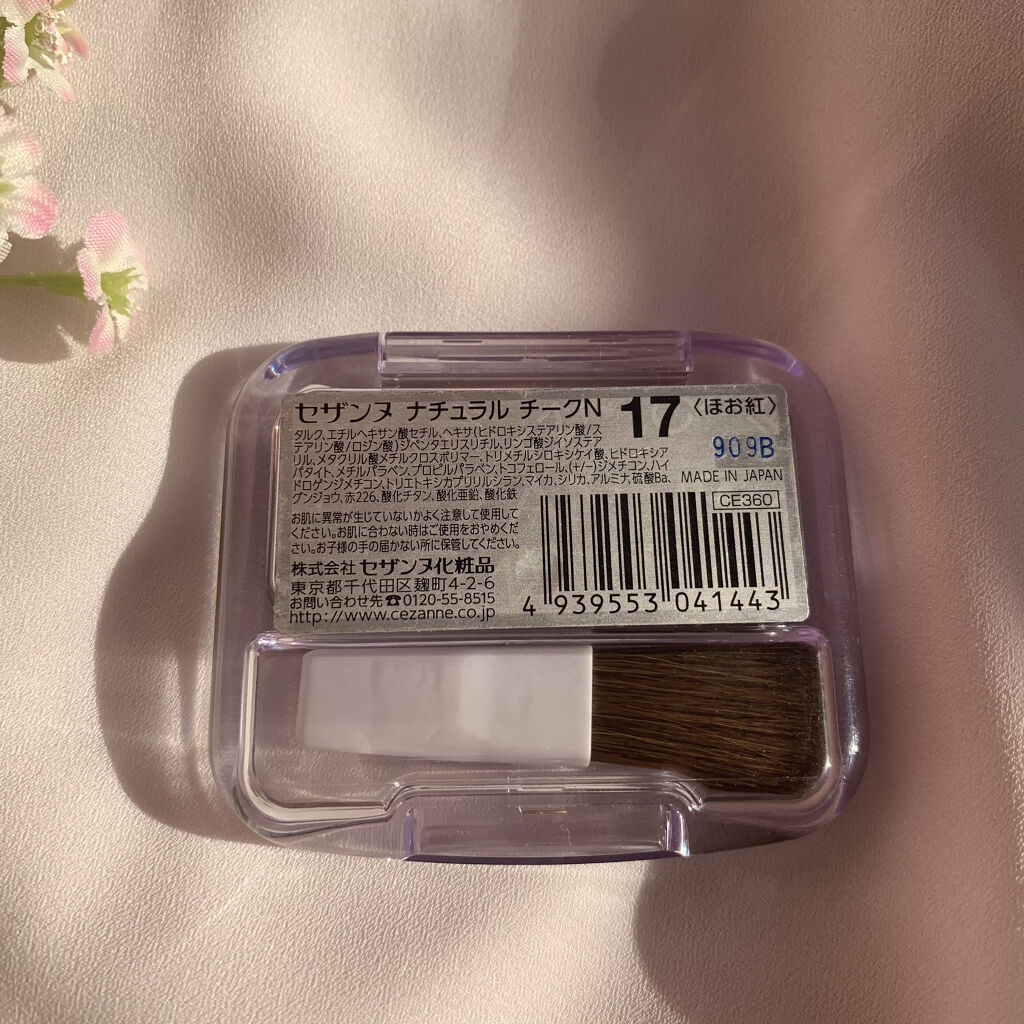 セザンヌ ナチュラル チークN 17 〈ほお紅〉
タルク、エチルヘキサン酸セチル、ヘキサ(ヒドロキシステアリン酸/ス
テアリン酸/ロジン酸)ジペンタエリスリチル、リンゴ酸ジイソステア
リル、メタクリル酸メチルクロスポリマー、トリメチルシロキシケイ酸、ヒドロキシア
パタイト、メチルパラベン、プロピルパラベン、トコフェロール、(+/-)ジメチコン、ハイ
ドロゲンジメチコン、トリエトキシカプリリルシラン、マイカ、シリカ、アルミナ、硫酸Ba、
グンジョウ、赤226、酸化チタン、酸化亜鉛、酸化鉄
909B
MADE IN JAPAN
CE360
お肌に異常が生じていないかよく注意して使用して
ください。お肌に合わない時はご使用をおやめくだ
さい。お子様の手の届かない所に保管してください。
株式会社 セザンヌ化粧品
東京都千代田区麹町4-2-6
お問い合わせ先☎0120-55-8515
http://www.cezanne.co.jp
4 939553 041443